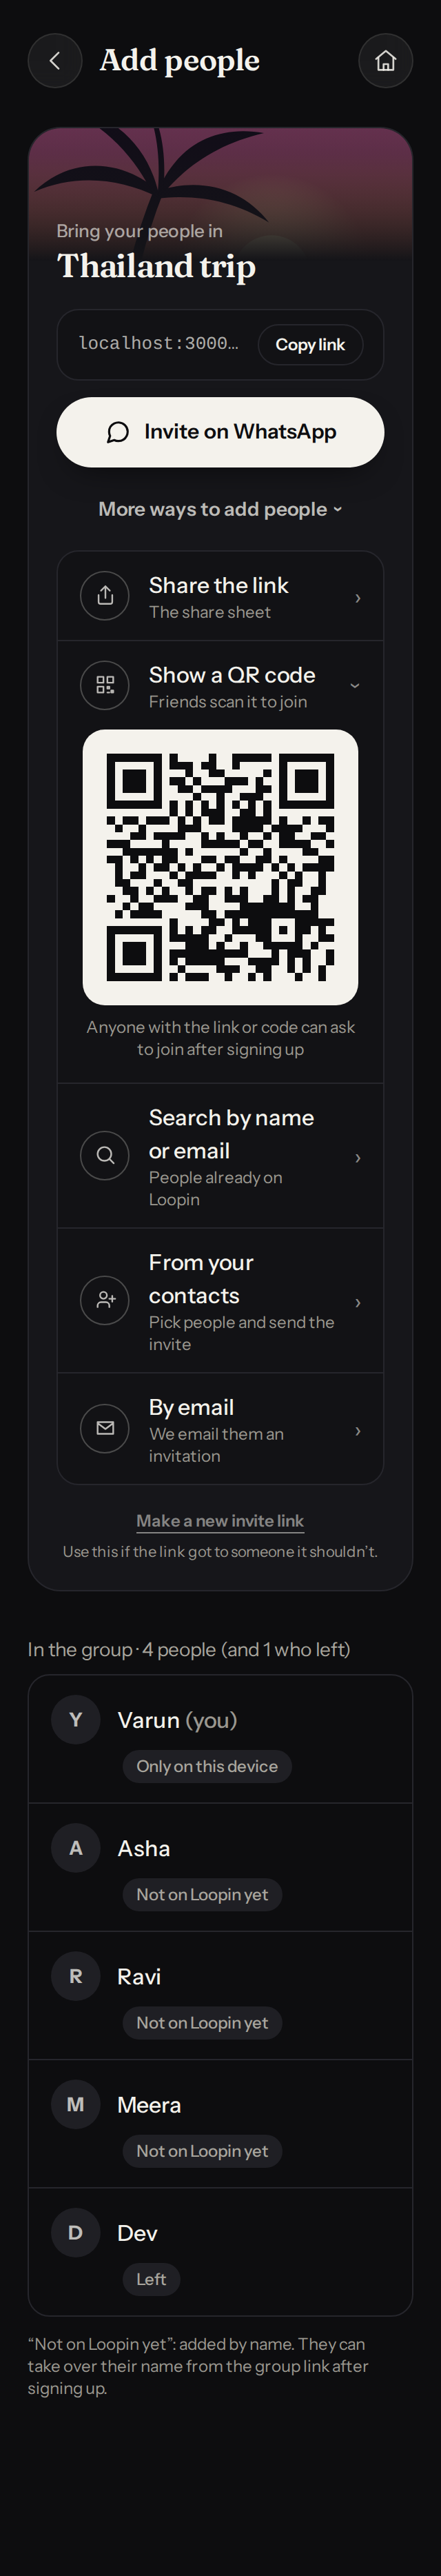 Add people
Bring your people in
Thailand trip
localhost:3000…
Copy link
Invite on WhatsApp
More ways to add people
Share the link
The share sheet
Show a QR code
Friends scan it to join
Anyone with the link or code can ask
to join after signing up
Search by name
or email
People already on
Loopin
From your
contacts
Pick people and send the
invite
By email
We email them an
invitation
Make a new invite link
Use this if the link got to someone it shouldn’t.
In the group · 4 people (and 1 who left)
Y
Varun (you)
Only on this device
A
Asha
Not on Loopin yet
R
Ravi
Not on Loopin yet
M
Meera
Not on Loopin yet
D
Dev
Left
“Not on Loopin yet”: added by name. They can
take over their name from the group link after
signing up.